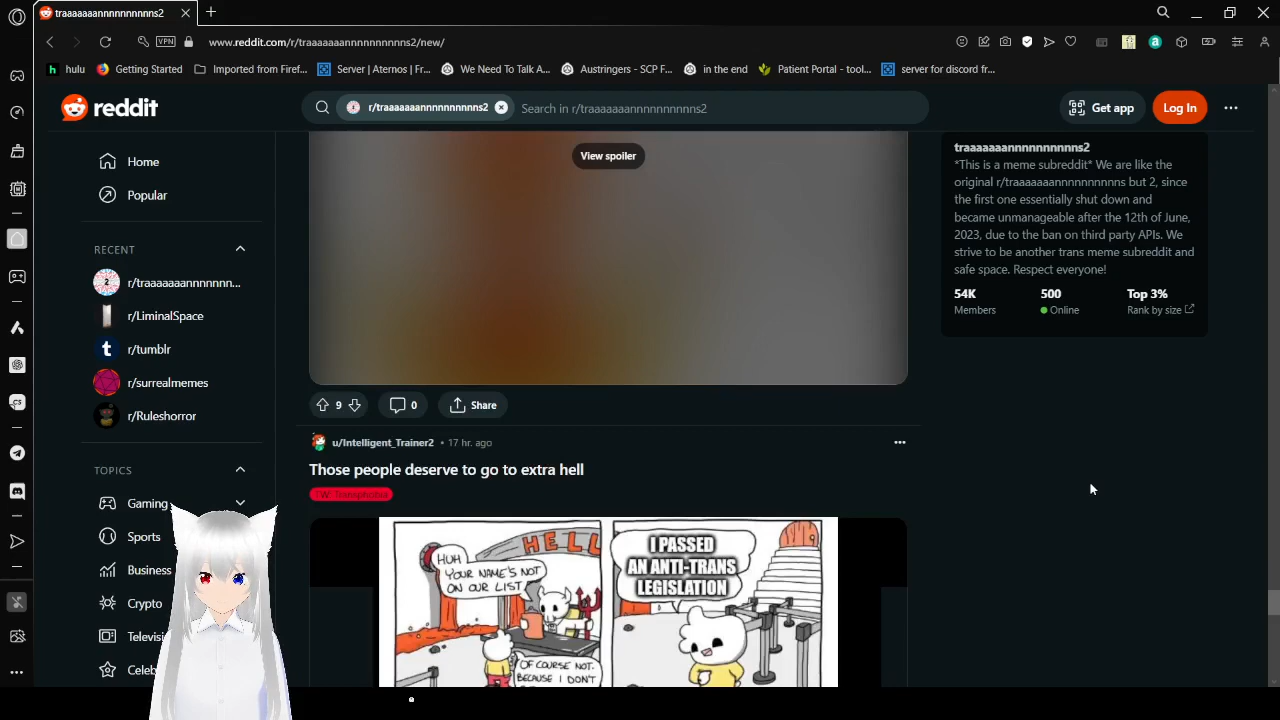 traaaaaaannnnnnnnnns2
VPN
www.reddit.com/r/traaaaaaannnnnnnnnns2/new/
hulu
Getting Started
Imported from Firef...
Server | Aternos | Fr...
We Need To Talk A...
Austringers - SCP F...
in the end
Patient Portal - tool...
server for discord fr...
reddit
r/traaaaaaannnnnnnnnns2
Search in r/traaaaaaannnnnnnnnns2
Get app
Log In
Home
Popular
RECENT
r/traaaaaaannnnnn...
r/LiminalSpace
r/tumblr
r/surrealmemes
r/Ruleshorror
TOPICS
Gaming
Sports
Business
Crypto
Televisi
Celeb
View spoiler
9
0
Share
u/Intelligent_Trainer2 • 17 hr. ago
Those people deserve to go to extra hell
TW: Transphobia
HELL
HUH
YOUR NAME'S NOT
ON OUR LIST
OF COURSE NOT.
BECAUSE I DON'T
I PASSED
AN ANTI-TRANS
LEGISLATION
traaaaaaannnnnnnnnns2
*This is a meme subreddit* We are like the
original r/traaaaaaannnnnnnnnns but 2, since
the first one essentially shut down and
became unmanageable after the 12th of June,
2023, due to the ban on third party APIs. We
strive to be another trans meme subreddit and
safe space. Respect everyone!
54K
Members
500
Online
Top 3%
Rank by size